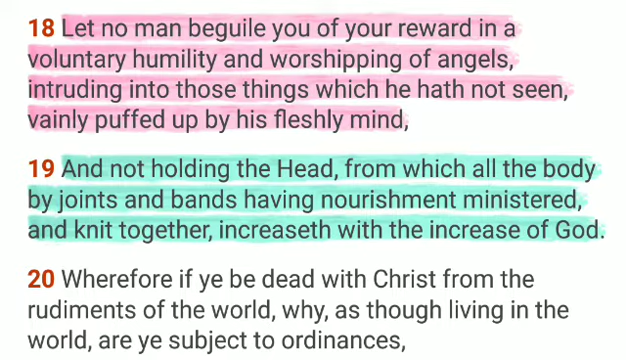 18 Let no man beguile you of your reward in a
voluntary humility and worshipping of angels,
intruding into those things which he hath not seen,
vainly puffed up by his fleshly mind,
19 And not holding the Head, from which all the body
by joints and bands having nourishment ministered,
and knit together, increaseth with the increase of God.
20 Wherefore if ye be dead with Christ from the
rudiments of the world, why, as though living in the
world, are ye subject to ordinances,